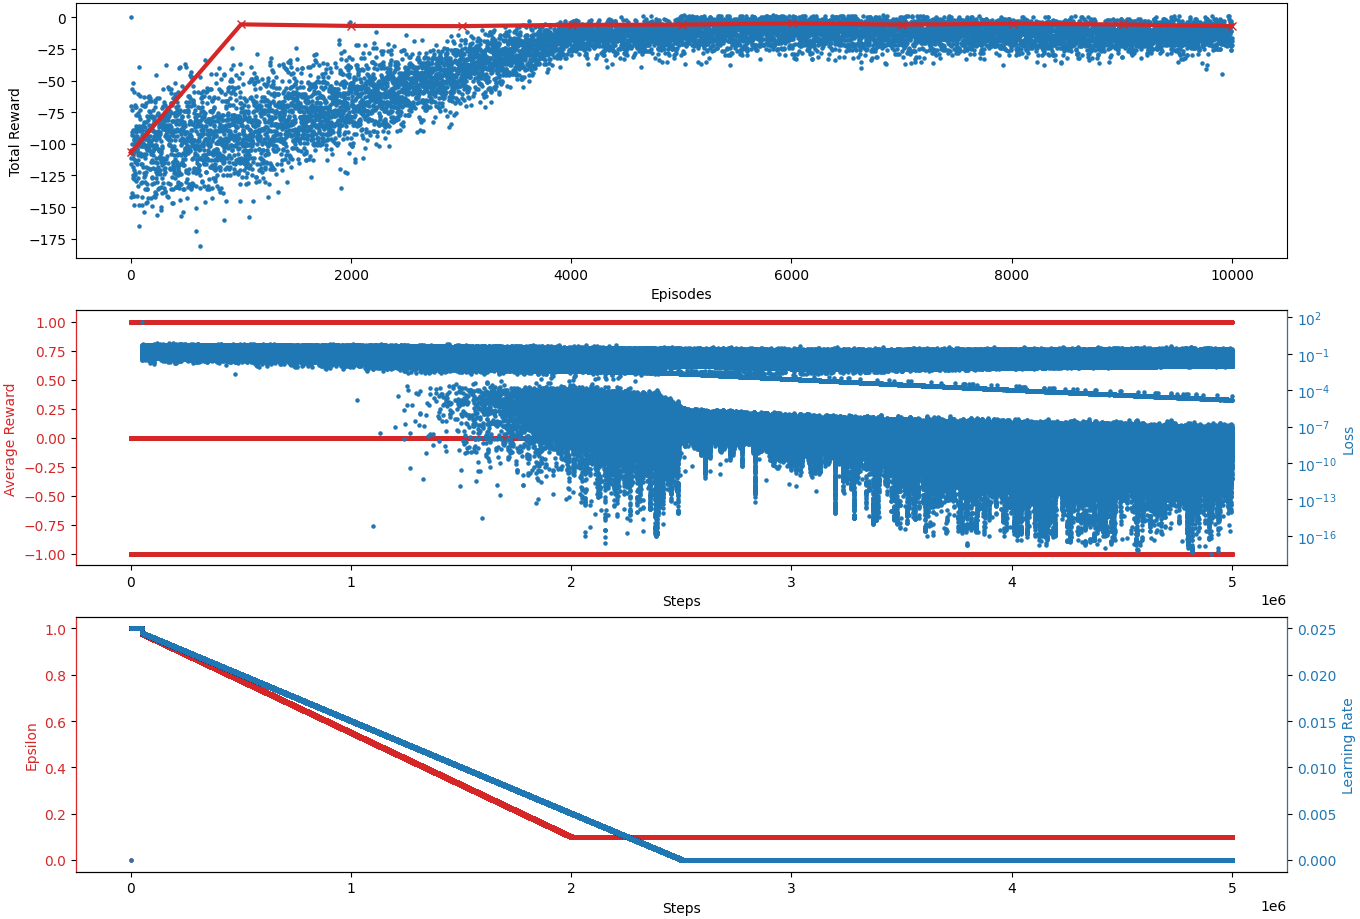 0
−25
−50
−75
−100
−125
−150
−175
Total Reward
0 2000 4000 6000 8000 10000
Episodes
1.00
0.75
0.50
0.25
0.00
−0.25
−0.50
−0.75
−1.00
Average Reward
10²
10⁻¹
10⁻⁴
10⁻⁷
10⁻¹⁰
10⁻¹³
10⁻¹⁶
Loss
0 1 2 3 4 5
1e6
Steps
1.0
0.8
0.6
0.4
0.2
0.0
Epsilon
0.025
0.020
0.015
0.010
0.005
0.000
Learning Rate
0 1 2 3 4 5
1e6
Steps